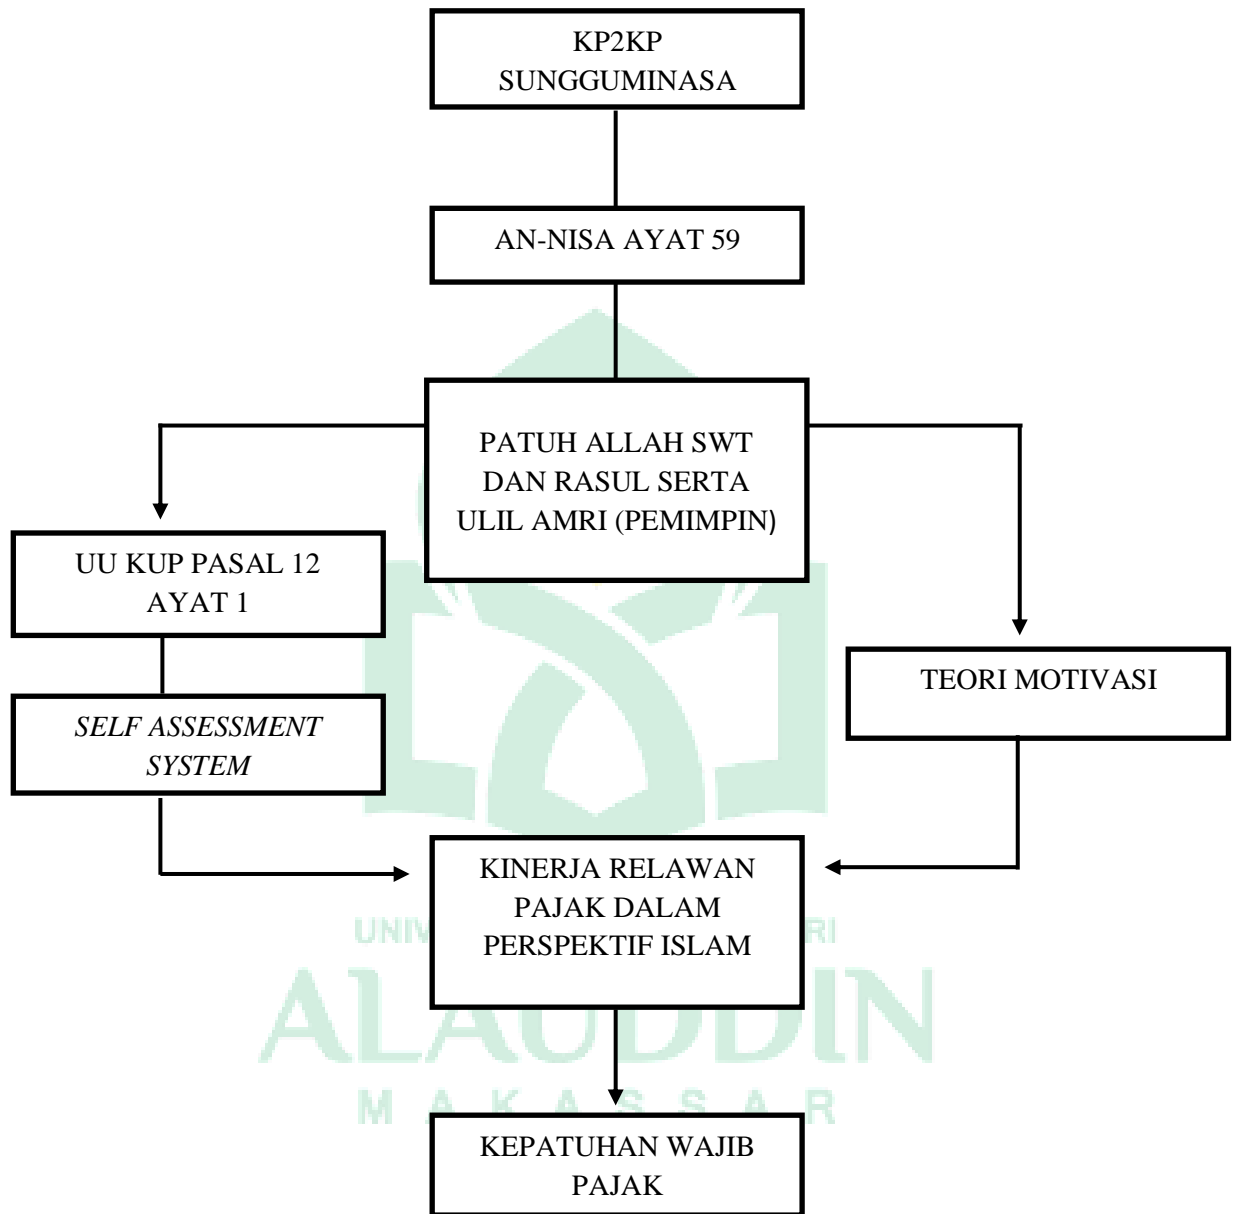 KP2KP
SUNGGUMINASA
AN-NISA AYAT 59
PATUH ALLAH SWT
DAN RASUL SERTA
ULIL AMRI (PEMIMPIN)
UU KUP PASAL 12
AYAT 1
TEORI MOTIVASI
SELF ASSESSMENT
SYSTEM
KINERJA RELAWAN
PAJAK DALAM
PERSPEKTIF ISLAM
ALAUDDIN
MAKASSAR
KEPATUHAN WAJIB
PAJAK